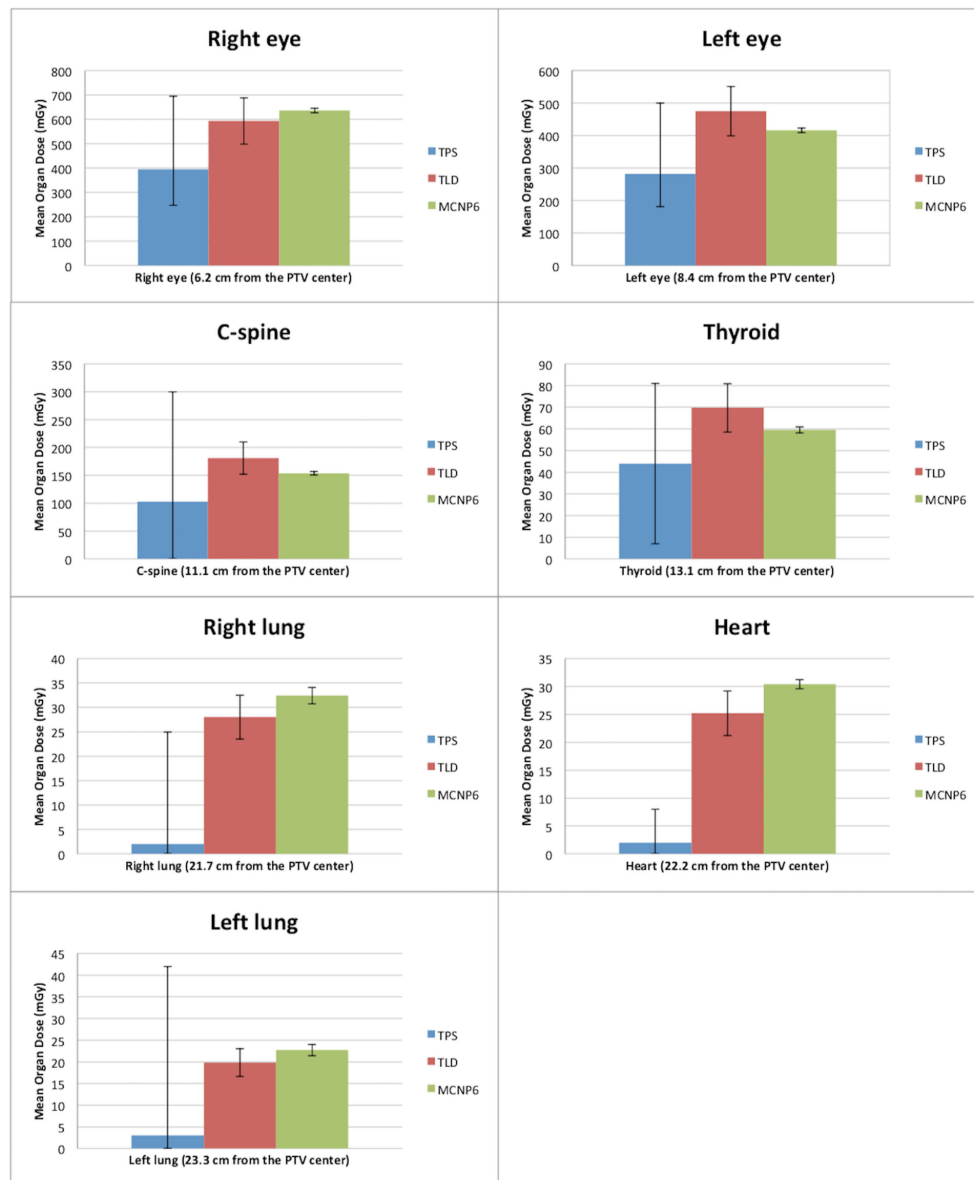 Right eye
Mean Organ Dose (mGy)
800
700
600
500
400
300
200
100
0
TPS
TLD
MCNP6
Right eye (6.2 cm from the PTV center)
Left eye
Mean Organ Dose (mGy)
600
500
400
300
200
100
0
TPS
TLD
MCNP6
Left eye (8.4 cm from the PTV center)
C-spine
Mean Organ Dose (mGy)
350
300
250
200
150
100
50
0
TPS
TLD
MCNP6
C-spine (11.1 cm from the PTV center)
Thyroid
Mean Organ Dose (mGy)
90
80
70
60
50
40
30
20
10
0
TPS
TLD
MCNP6
Thyroid (13.1 cm from the PTV center)
Right lung
Mean Organ Dose (mGy)
40
35
30
25
20
15
10
5
0
TPS
TLD
MCNP6
Right lung (21.7 cm from the PTV center)
Heart
Mean Organ Dose (mGy)
35
30
25
20
15
10
5
0
TPS
TLD
MCNP6
Heart (22.2 cm from the PTV center)
Left lung
Mean Organ Dose (mGy)
45
40
35
30
25
20
15
10
5
0
TPS
TLD
MCNP6
Left lung (23.3 cm from the PTV center)